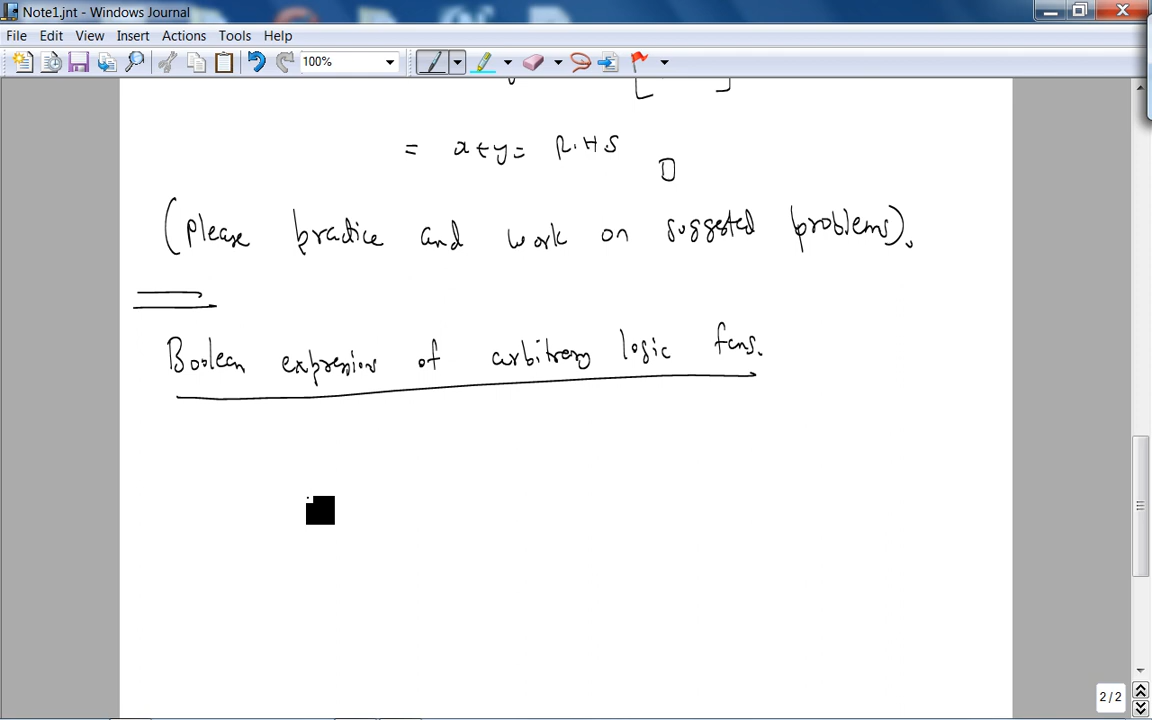 Note1.jnt - Windows Journal
File Edit View Insert Actions Tools Help
100%
= x+y = R.H.S
(Please practice and work on suggested problems).
Boolean expression of arbitrary logic fcns.
2 / 2